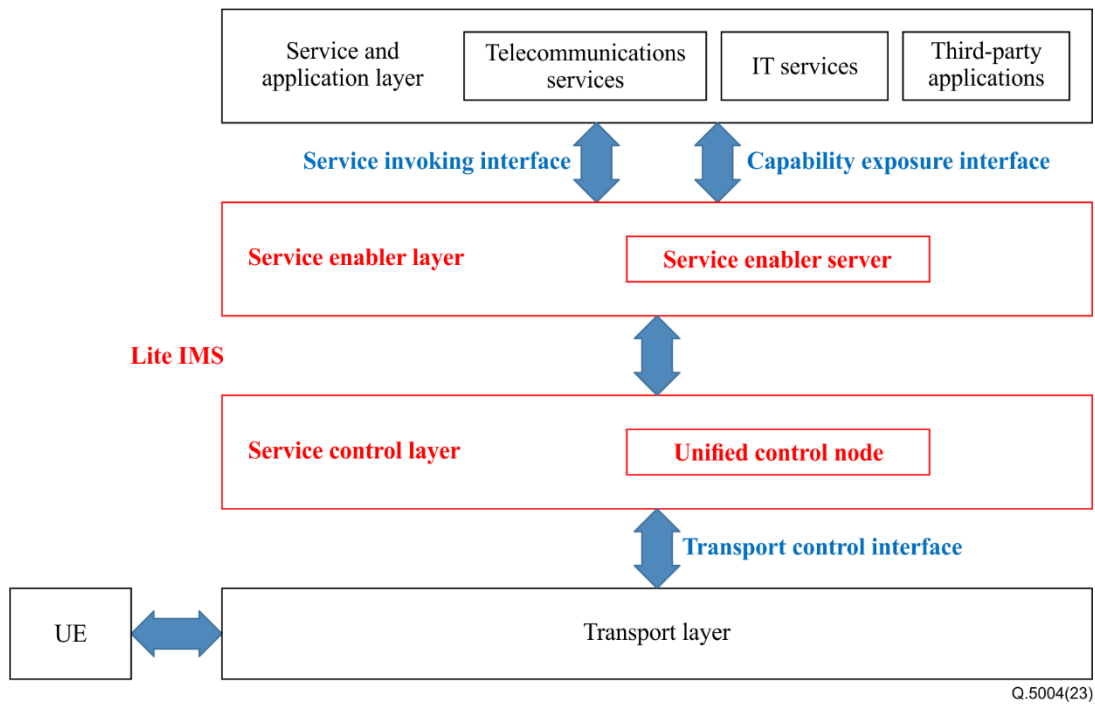 Service and
application layer
Telecommunications
services
IT services
Third-party
applications
Service invoking interface
Capability exposure interface
Service enabler layer
Service enabler server
Lite IMS
Service control layer
Unified control node
Transport control interface
UE
Transport layer
Q.5004(23)